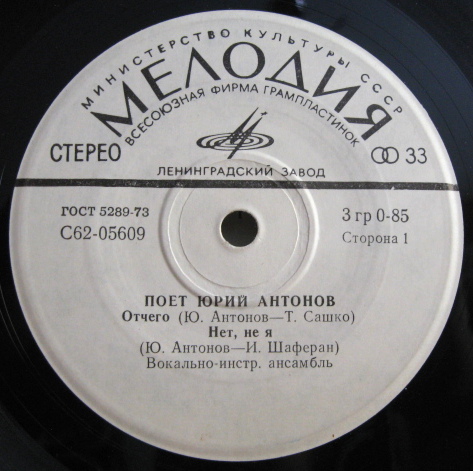 МИНИСТЕРСТВО КУЛЬТУРЫ СССР
МЕЛОДИЯ
ВСЕСОЮЗНАЯ ФИРМА ГРАМПЛАСТИНОК
СТЕРЕО
33
ЛЕНИНГРАДСКИЙ ЗАВОД
ГОСТ 5289-73
3 гр 0-85
С62-05609
Сторона 1
ПОЕТ ЮРИЙ АНТОНОВ
Отчего (Ю. Антонов—Т. Сашко)
Нет, не я
(Ю. Антонов—И. Шаферан)
Вокально-инстр. ансамбль